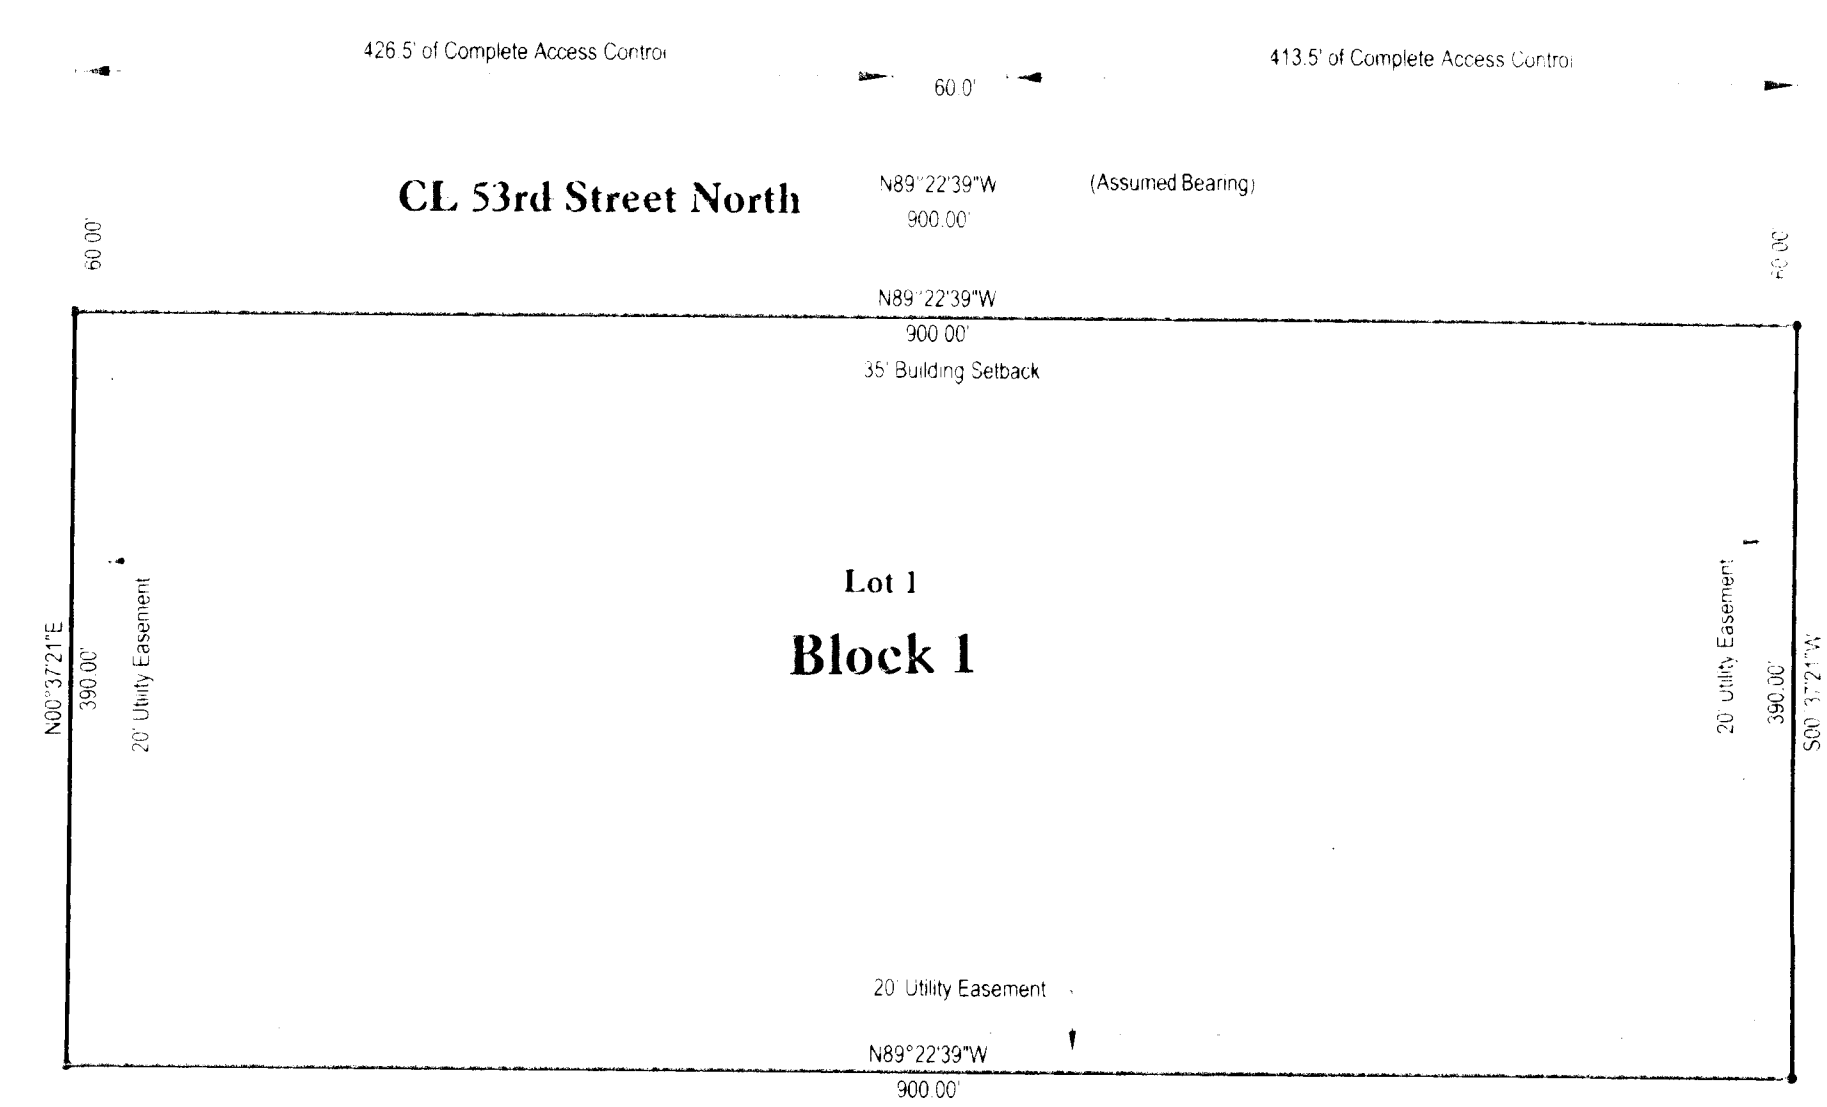 426.5' of Complete Access Control
413.5' of Complete Access Control
60.0'
CL 53rd Street North
N89°22'39"W
(Assumed Bearing)
900.00'
60.00'
60.00'
N89°22'39"W
900.00'
35' Building Setback
Lot 1
Block 1
N00°37'21"E
390.00'
20' Utility Easement
20' Utility Easement
390.00'
S00°37'21"W
20' Utility Easement
N89°22'39"W
900.00'